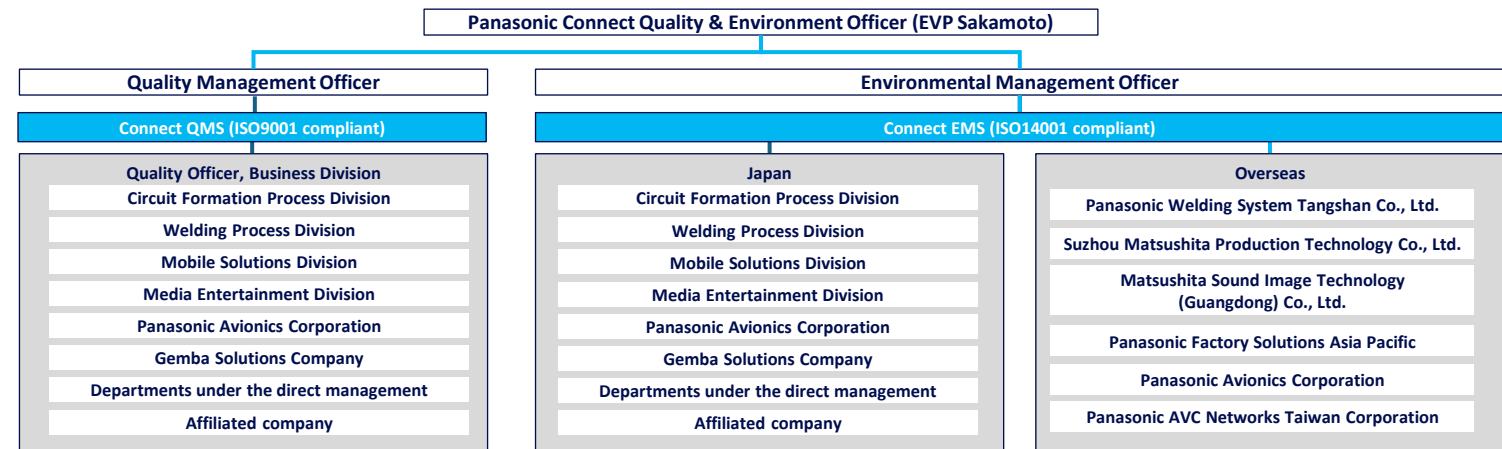 Panasonic Connect Quality & Environment Officer (EVP Sakamoto)
Quality Management Officer
Connect QMS (ISO9001 compliant)
Quality Officer, Business Division
Circuit Formation Process Division
Welding Process Division
Mobile Solutions Division
Media Entertainment Division
Panasonic Avionics Corporation
Gemba Solutions Company
Departments under the direct management
Affiliated company
Environmental Management Officer
Connect EMS (ISO14001 compliant)
Japan
Circuit Formation Process Division
Welding Process Division
Mobile Solutions Division
Media Entertainment Division
Panasonic Avionics Corporation
Gemba Solutions Company
Departments under the direct management
Affiliated company
Overseas
Panasonic Welding System Tangshan Co., Ltd.
Suzhou Matsushita Production Technology Co., Ltd.
Matsushita Sound Image Technology
(Guangdong) Co., Ltd.
Panasonic Factory Solutions Asia Pacific
Panasonic Avionics Corporation
Panasonic AVC Networks Taiwan Corporation